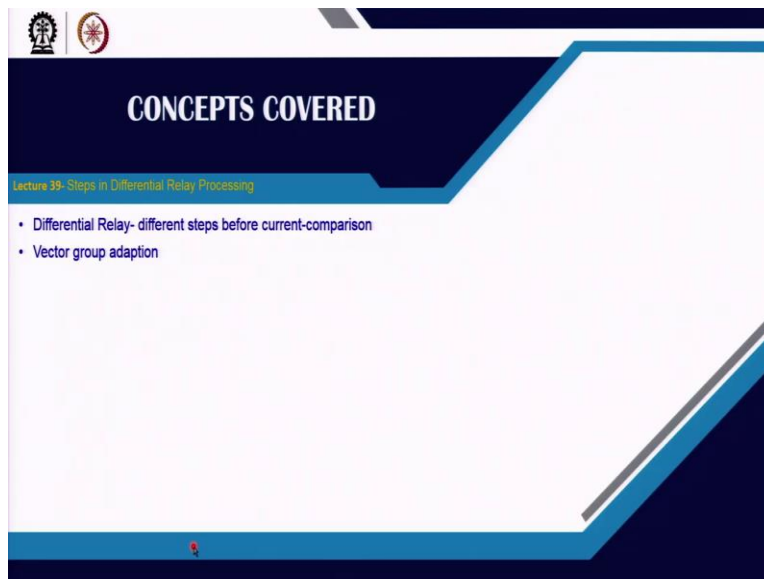 CONCEPTS COVERED
Lecture 39- Steps in Differential Relay Processing
• Differential Relay- different steps before current-comparison
• Vector group adaption